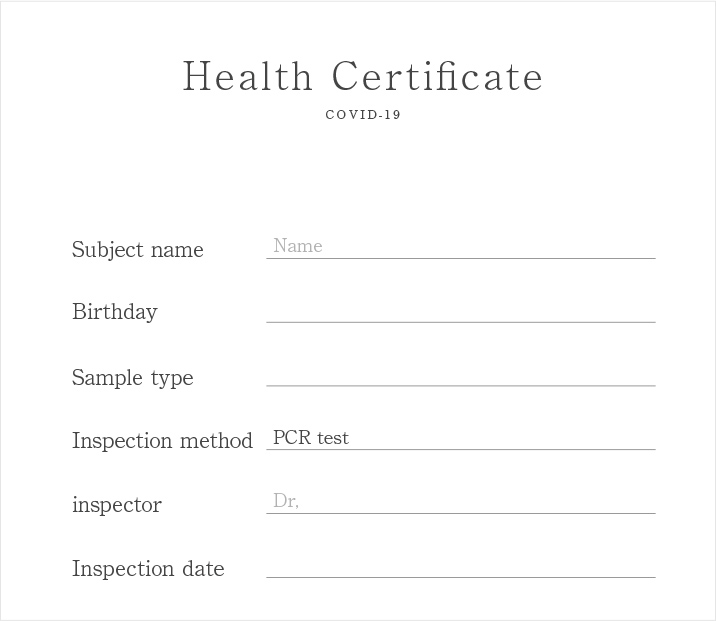 Health Certificate
COVID-19
Subject name Name
Birthday
Sample type
Inspection method PCR test
inspector Dr,
Inspection date